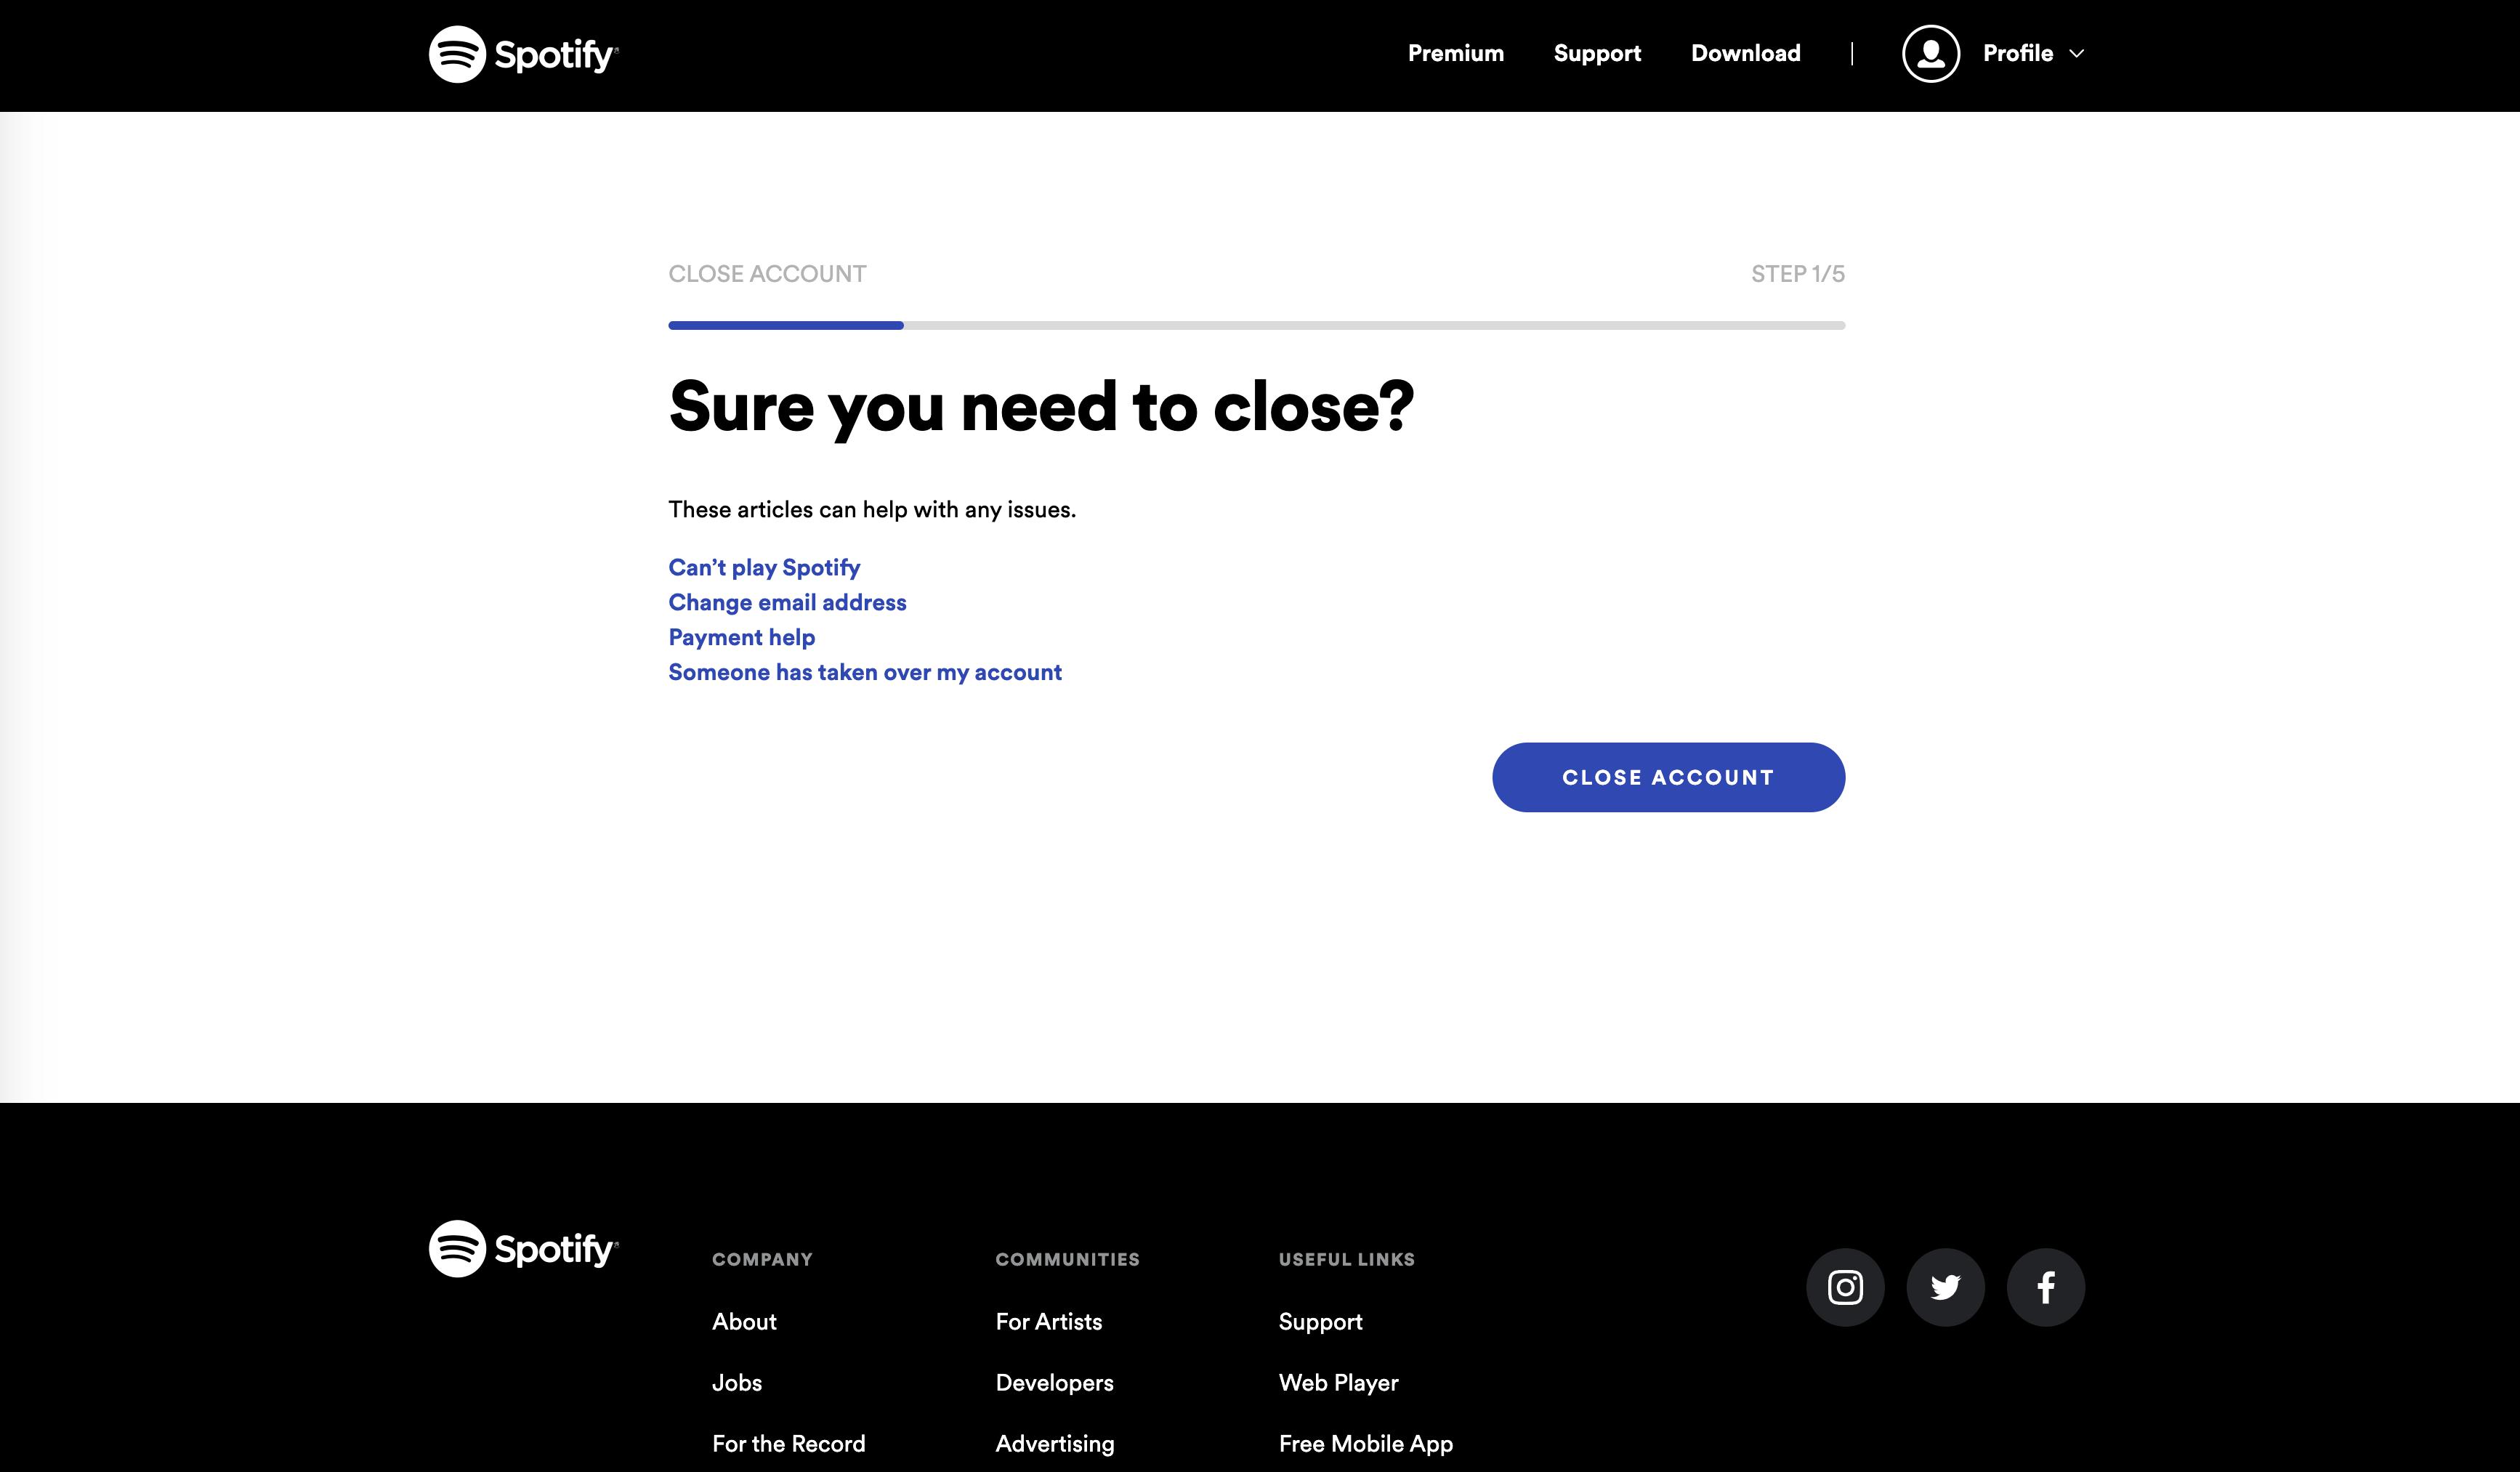 Spotify
Premium
Support
Download
Profile
CLOSE ACCOUNT
STEP 1/5
Sure you need to close?
These articles can help with any issues.
Can’t play Spotify
Change email address
Payment help
Someone has taken over my account
CLOSE ACCOUNT
Spotify
COMPANY
About
Jobs
For the Record
COMMUNITIES
For Artists
Developers
Advertising
USEFUL LINKS
Support
Web Player
Free Mobile App